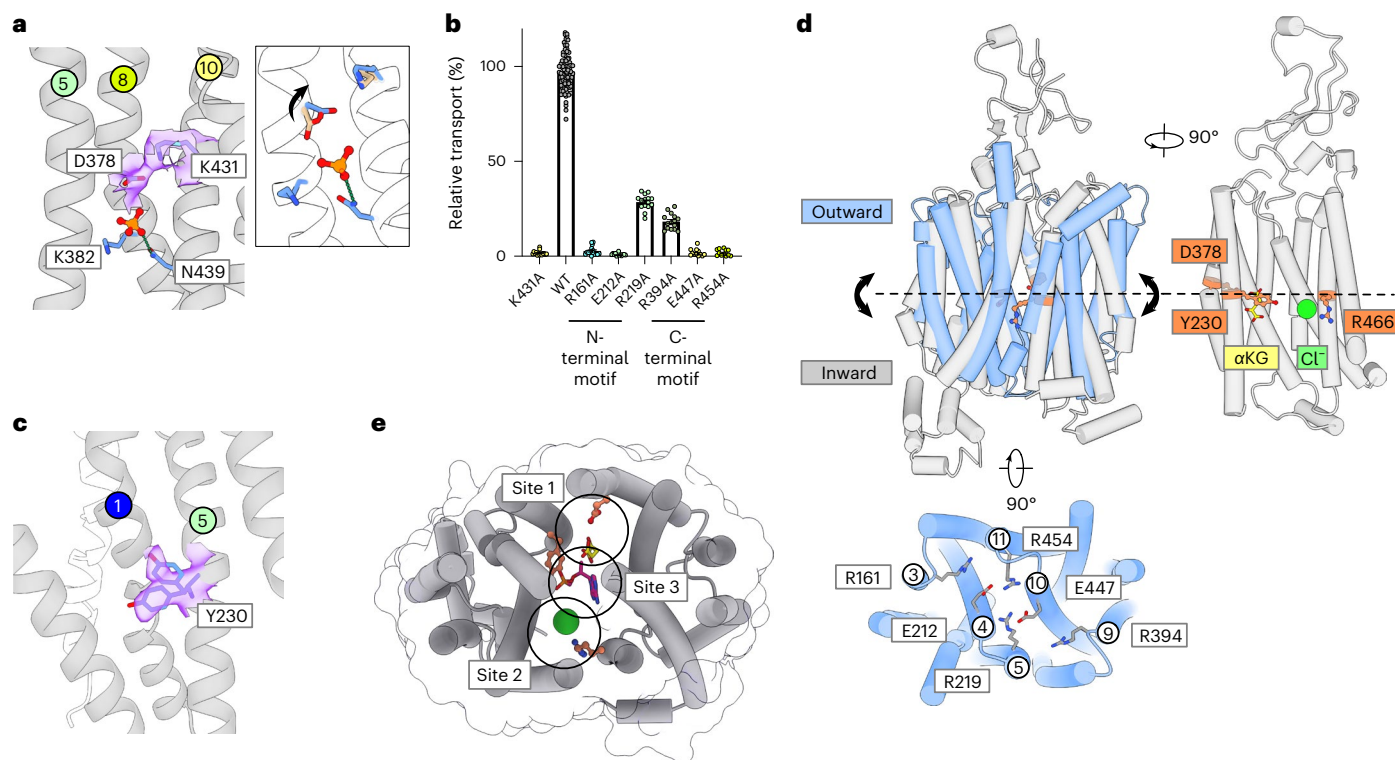 a
5
8
10
D378
K431
K382
N439
b
Relative transport (%)
100
50
0
K431A
WT
R161A
E212A
R219A
R394A
E447A
R454A
N-
terminal
motif
C-
terminal
motif
c
1
5
Y230
d
Outward
Inward
90°
D378
Y230
R466
αKG
Cl⁻
90°
11
R454
R161
3
10
E447
E212
4
9
R394
5
R219
e
Site 1
Site 3
Site 2